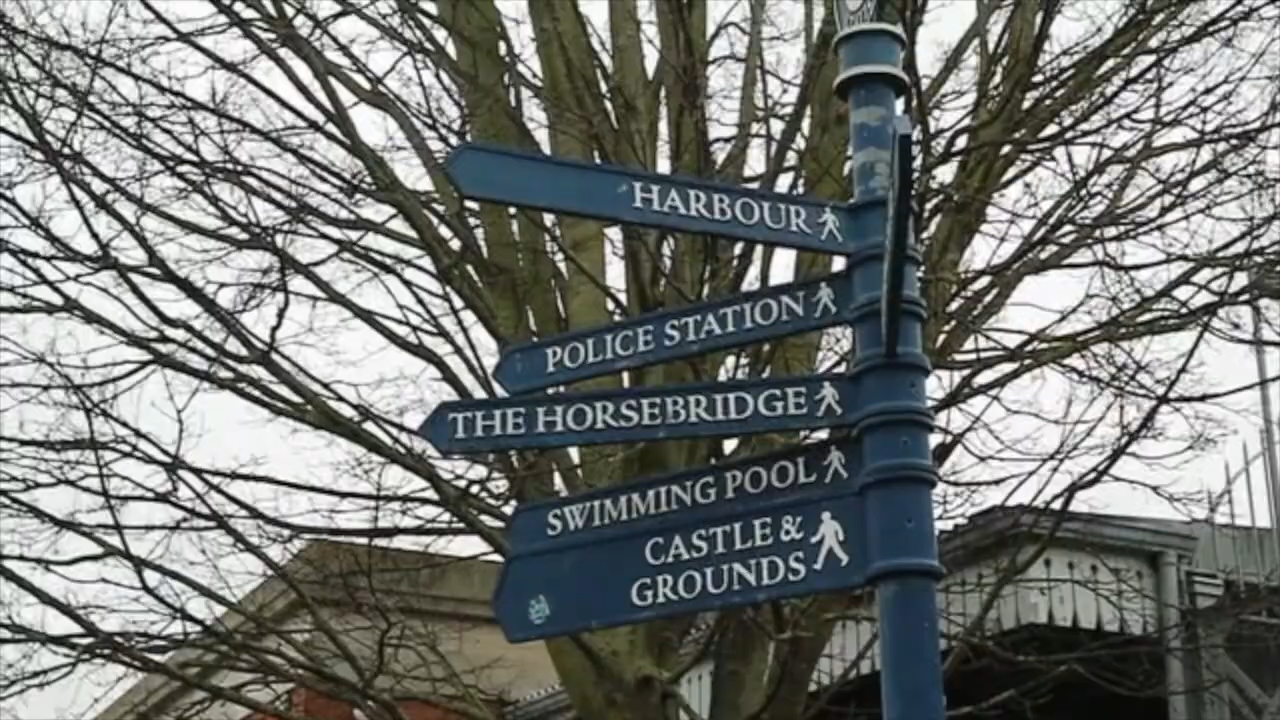 HARBOUR
POLICE STATION
THE HORSEBRIDGE
SWIMMING POOL
CASTLE &
GROUNDS